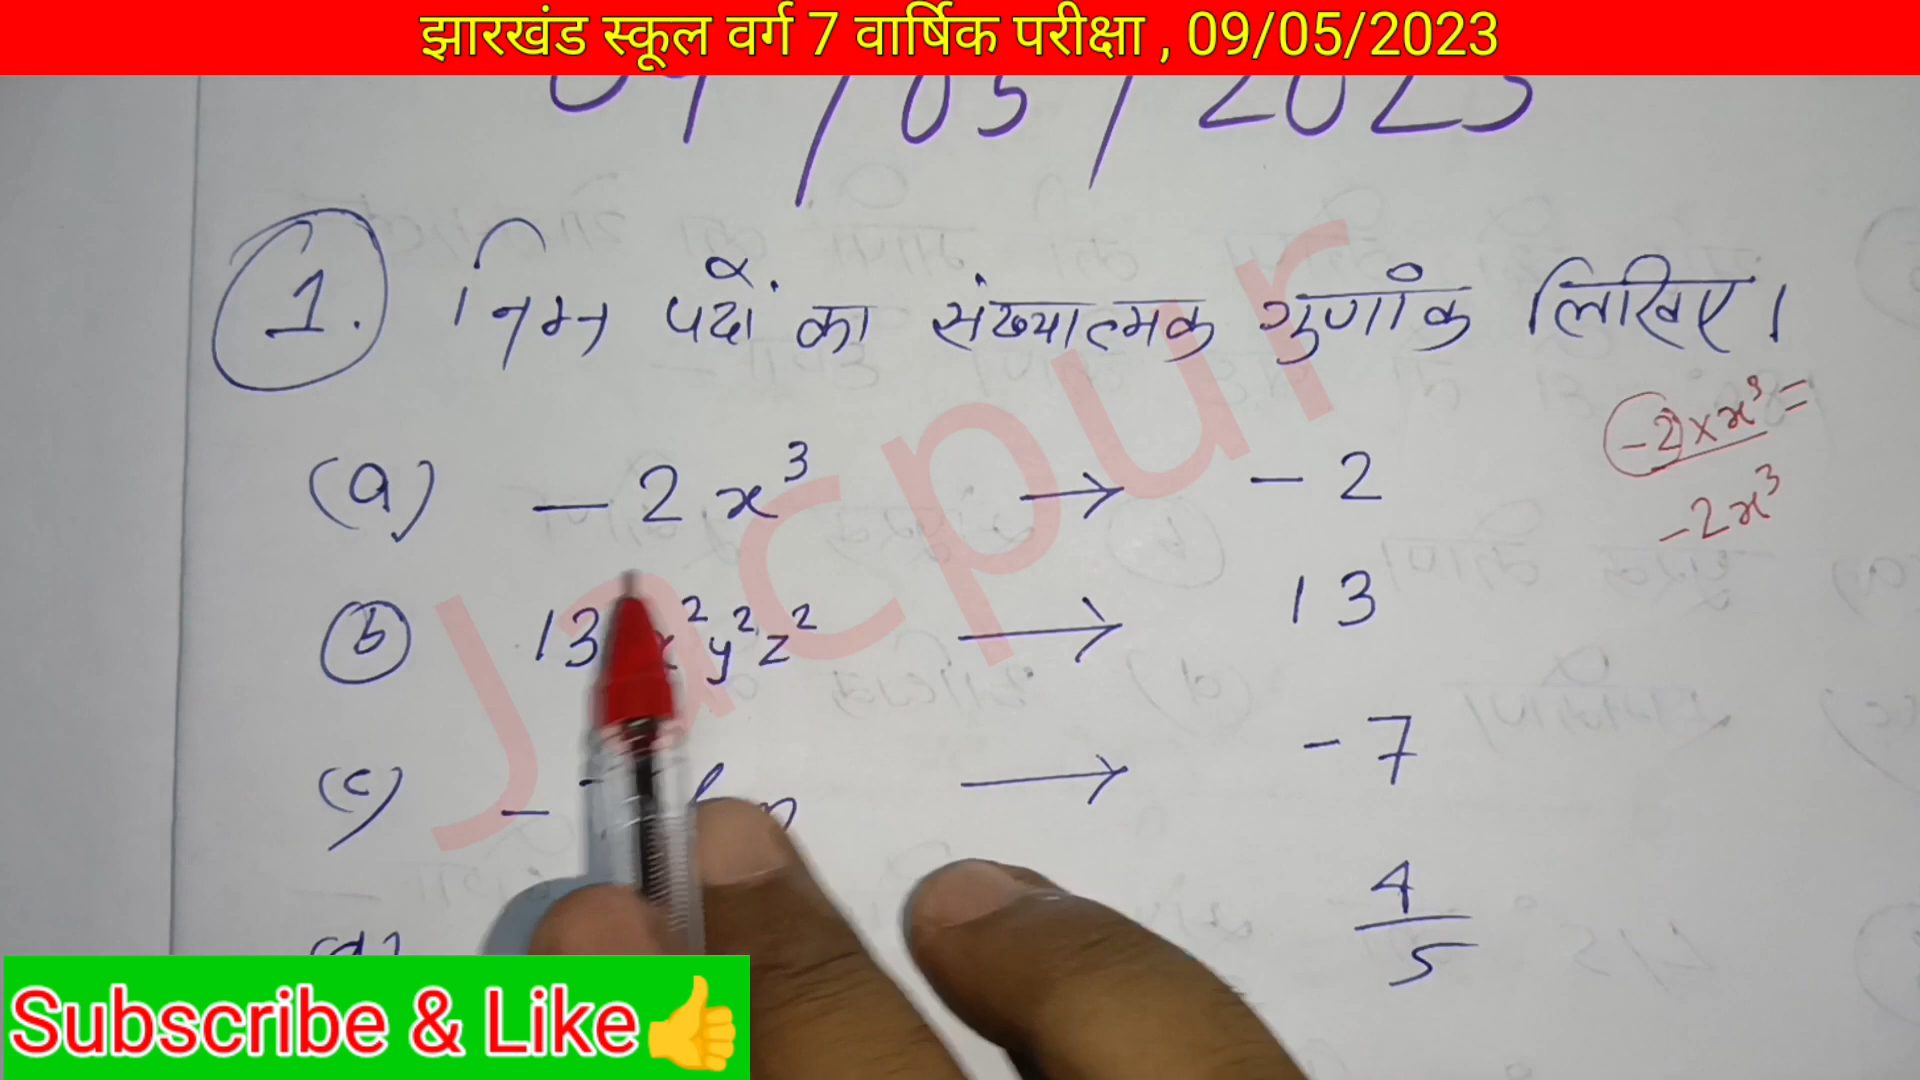 झारखंड स्कूल वर्ग 7 वार्षिक परीक्षा , 09/05/2023
09/05/2023
1. निम्न पदों का संख्यात्मक गुणांक लिखिए।
-2×x³ =
-2x³
(a) -2x³ → -2
(b) 13x²y²z² → 13
(c) → -7
4/5
Jacpur
Subscribe & Like👍